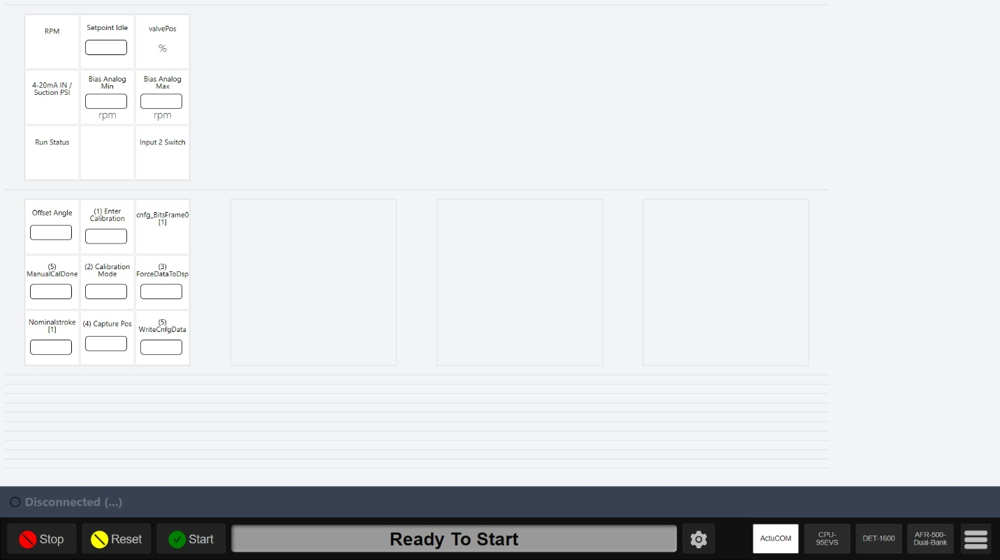 RPM
Setpoint Idle
valvePos
%
4-20mA IN /
Suction PSI
Bias Analog
Min
rpm
Bias Analog
Max
rpm
Run Status
Input 2 Switch
Offset Angle
(1) Enter
Calibration
cnfg_BitsFrame0
[1]
(5)
ManualCalDone
(2) Calibration
Mode
(3)
ForceDataToDsp
Nominalstroke
[1]
(4) Capture Pos
(5)
WriteCnfgData
Disconnected (...)
Stop
Reset
Start
Ready To Start
ActuCOM
CPU-
95EVS
DET-1600
AFR-500-
Dual-Bank